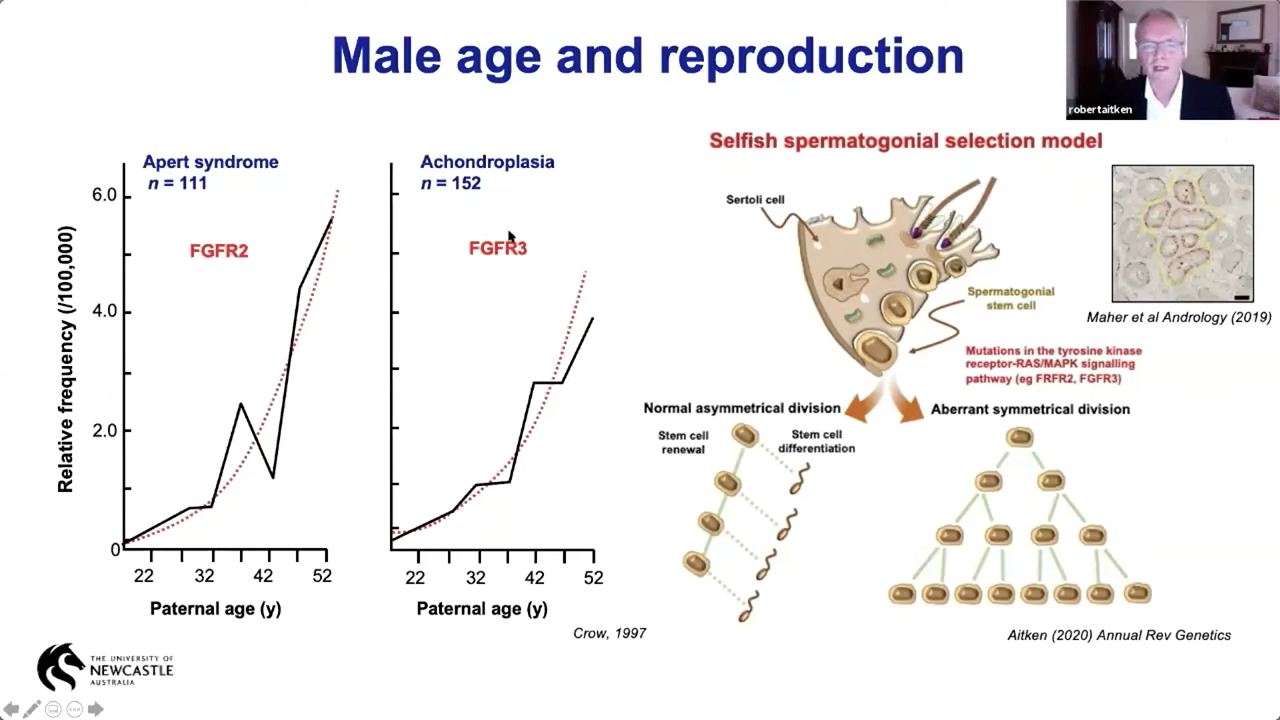 Male age and reproduction
robertaitken
Apert syndrome
n = 111
Achondroplasia
n = 152
FGFR2
FGFR3
Relative frequency (/100,000)
6.0
4.0
2.0
0
22 32 42 52
22 32 42 52
Paternal age (y)
Paternal age (y)
Crow, 1997
Selfish spermatogonial selection model
Sertoli cell
Spermatogonial
stem cell
Maher et al Andrology (2019)
Mutations in the tyrosine kinase
receptor-RAS/MAPK signalling
pathway (eg FRFR2, FGFR3)
Normal asymmetrical division
Aberrant symmetrical division
Stem cell
renewal
Stem cell
differentiation
Aitken (2020) Annual Rev Genetics
THE UNIVERSITY OF
NEWCASTLE
AUSTRALIA